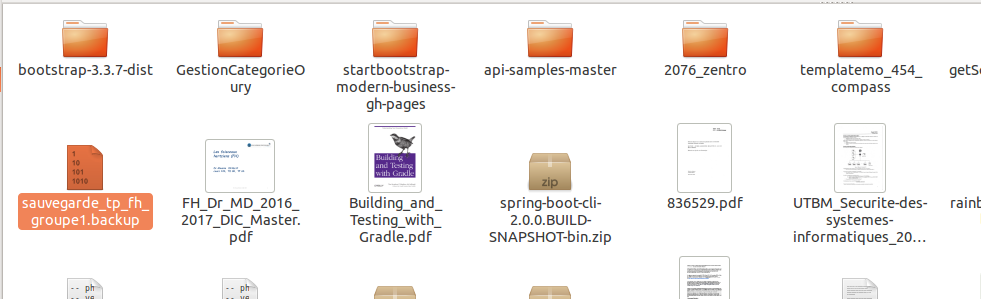 bootstrap-3.3.7-dist
GestionCategorieO
ury
startbootstrap-
modern-business-
gh-pages
api-samples-master
2076_zentro
templatemo_454_
compass
getS
1
10
101
1010
sauvegarde_tp_fh_
groupe1.backup
FH_Dr_MD_2016_
2017_DIC_Master.
pdf
Building
and Testing
with Gradle
Building_and_
Testing_with_
Gradle.pdf
zip
spring-boot-cli-
2.0.0.BUILD-
SNAPSHOT-bin.zip
836529.pdf
UTBM_Securite-des-
systemes-
informatiques_20...
rainb
-- ph
-- ph